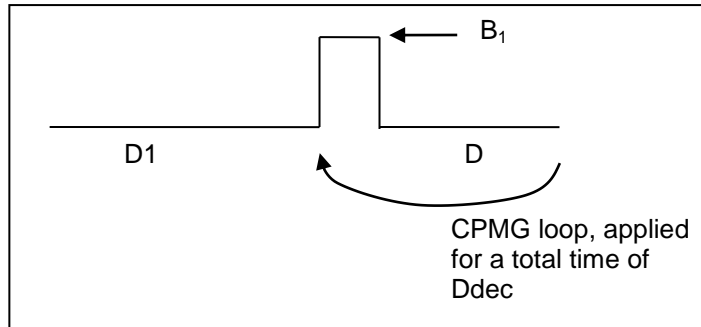 B₁
D1
D
CPMG loop, applied
for a total time of
Ddec